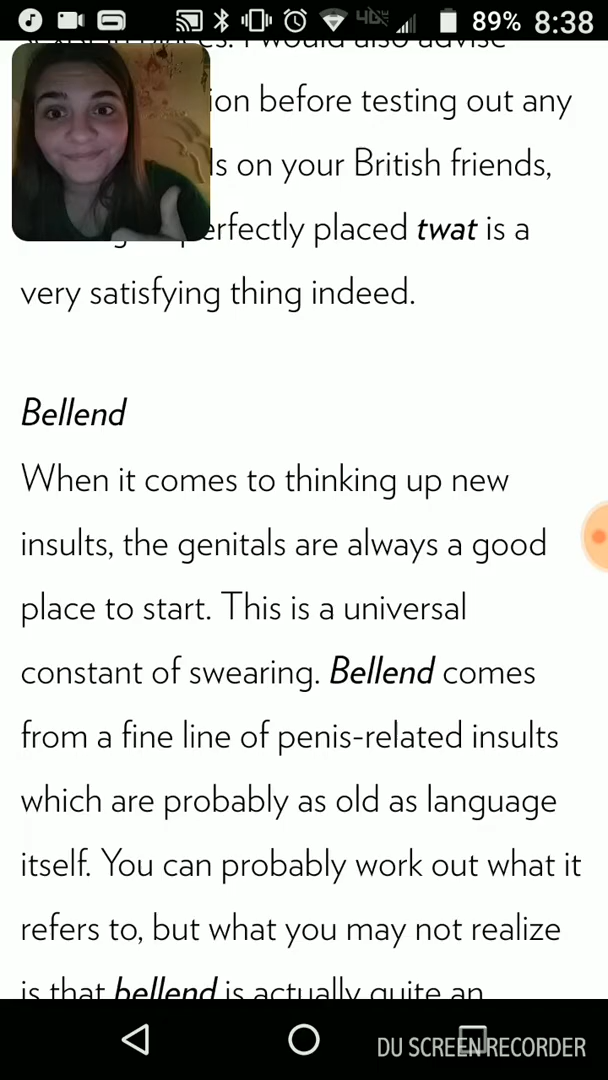 89% 8:38
I would also advise
ion before testing out any
ls on your British friends,
erfectly placed twat is a
very satisfying thing indeed.
Bellend
When it comes to thinking up new
insults, the genitals are always a good
place to start. This is a universal
constant of swearing. Bellend comes
from a fine line of penis-related insults
which are probably as old as language
itself. You can probably work out what it
refers to, but what you may not realize
is that bellend is actually quite an
DU SCREEN RECORDER